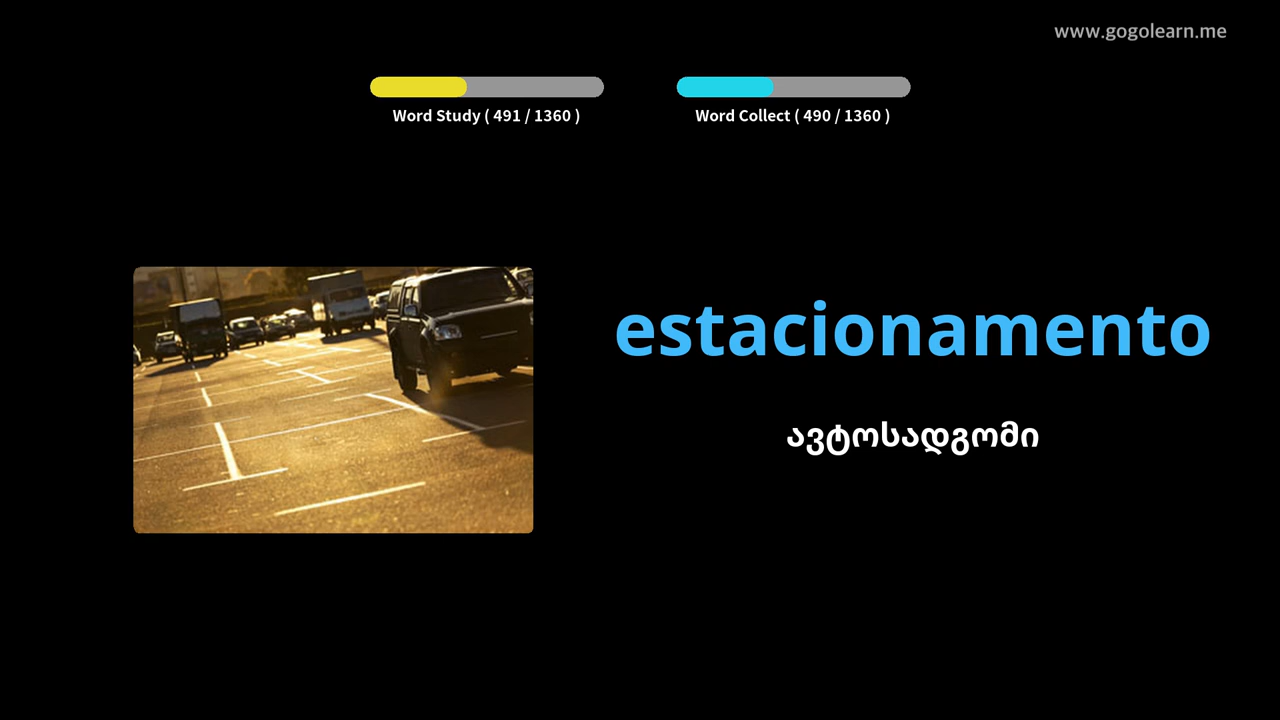 www.gogolearn.me
Word Study ( 491 / 1360 )
Word Collect ( 490 / 1360 )
estacionamento
ავტოსადგომი